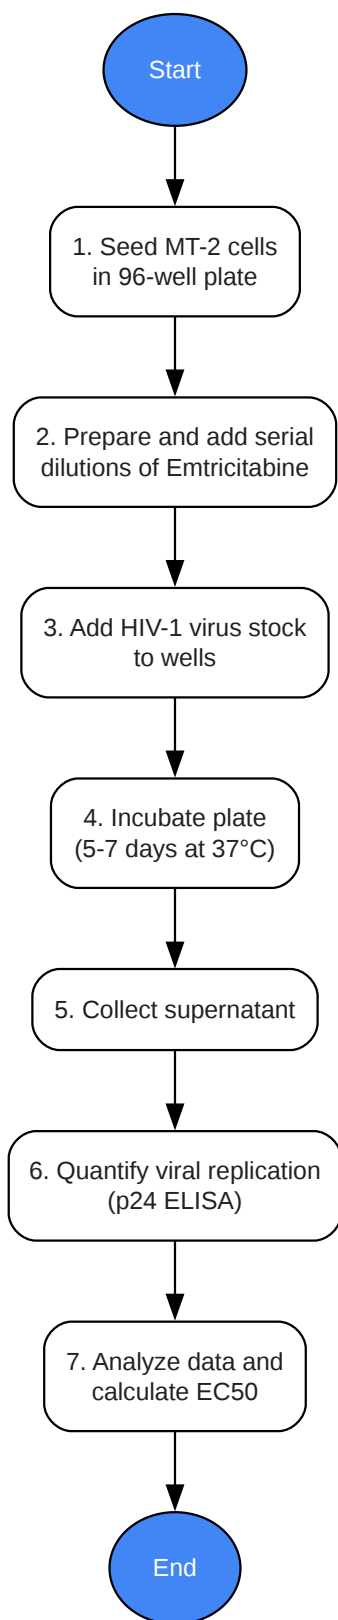 Start
1. Seed MT-2 cells
in 96-well plate
2. Prepare and add serial
dilutions of Emtricitabine
3. Add HIV-1 virus stock
to wells
4. Incubate plate
(5-7 days at 37°C)
5. Collect supernatant
6. Quantify viral replication
(p24 ELISA)
7. Analyze data and
calculate EC50
End